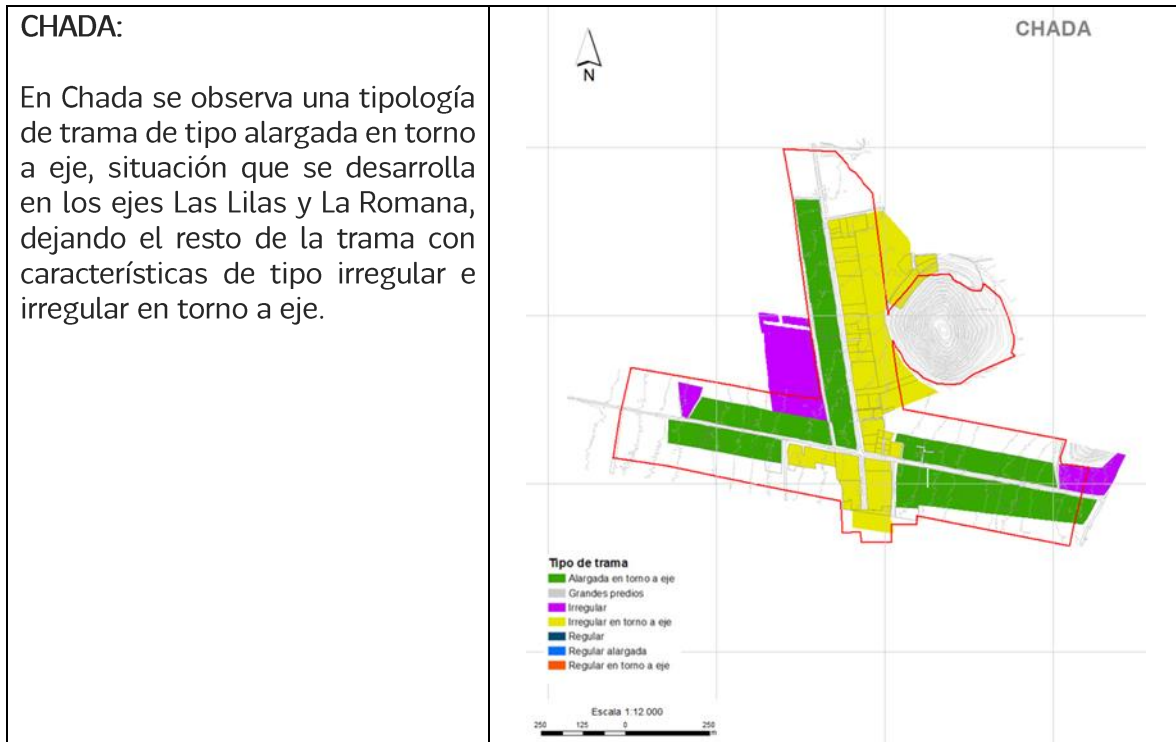 CHADA:
En Chada se observa una tipología
de trama de tipo alargada en torno
a eje, situación que se desarrolla
en los ejes Las Lilas y La Romana,
dejando el resto de la trama con
características de tipo irregular e
irregular en torno a eje.
CHADA
N
Tipo de trama
Alargada en torno a eje
Grandes predios
Irregular
Irregular en torno a eje
Regular
Regular alargada
Regular en torno a eje
Escala 1:12.000
250 125 0 250
m